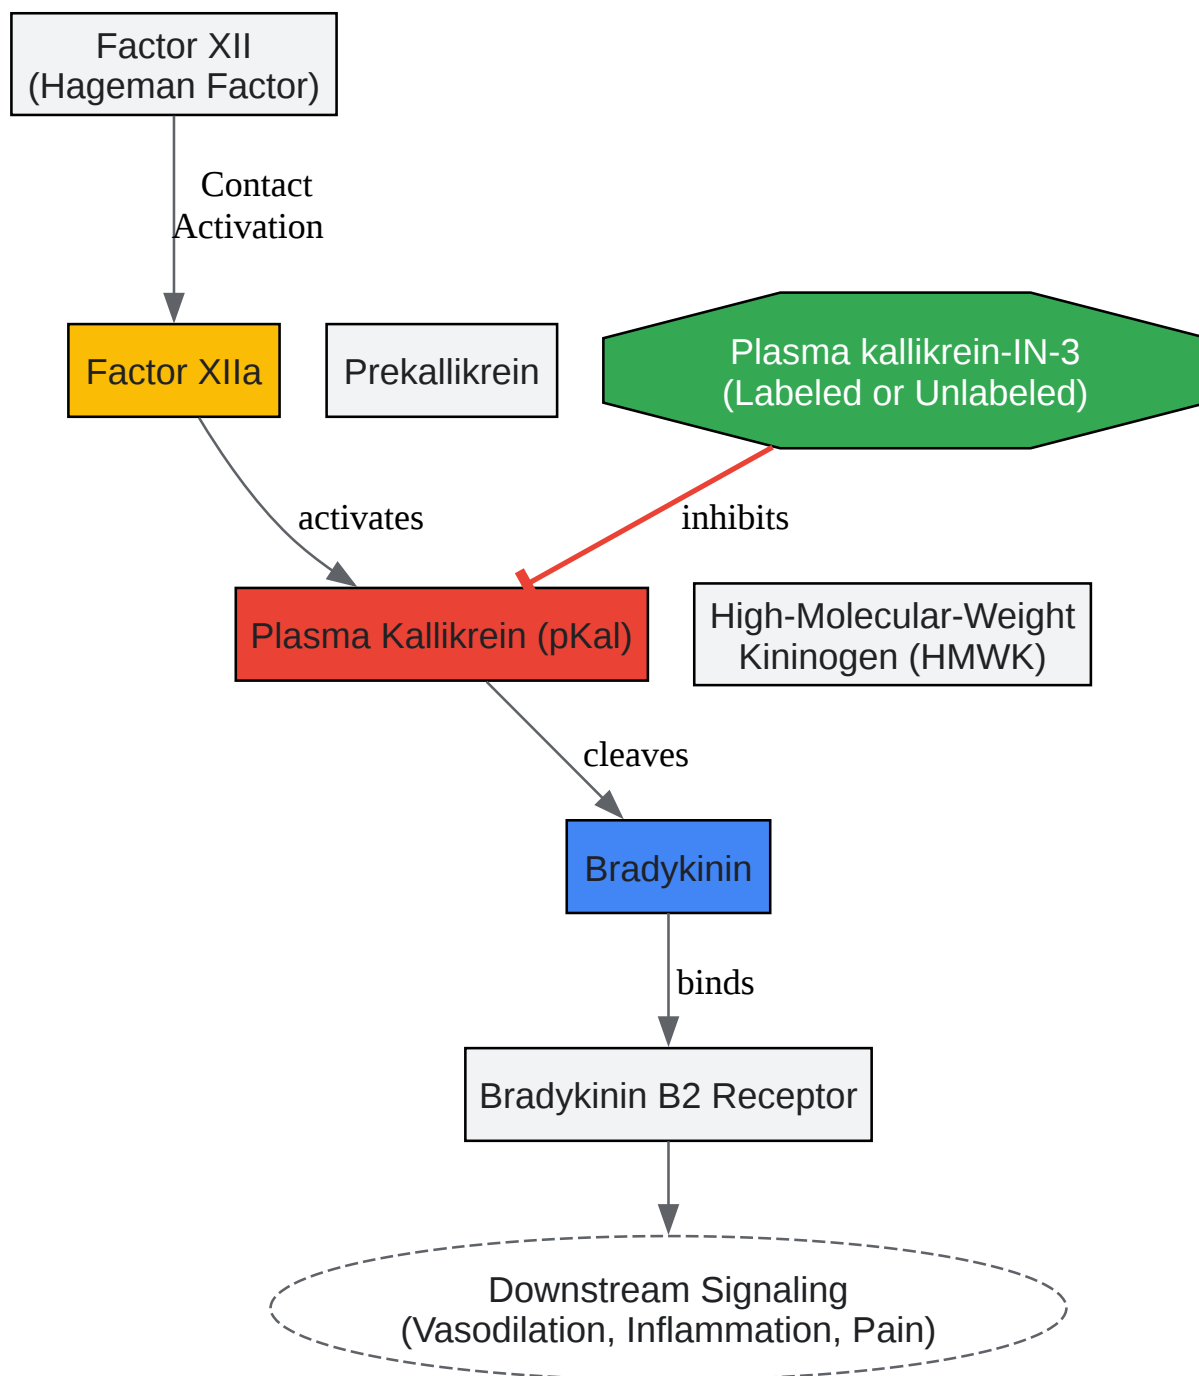 Factor XII
(Hageman Factor)
Contact
Activation
Factor XIIa
Prekallikrein
Plasma kallikrein-IN-3
(Labeled or Unlabeled)
activates
inhibits
Plasma Kallikrein (pKal)
High-Molecular-Weight
Kininogen (HMWK)
cleaves
Bradykinin
binds
Bradykinin B2 Receptor
Downstream Signaling
(Vasodilation, Inflammation, Pain)